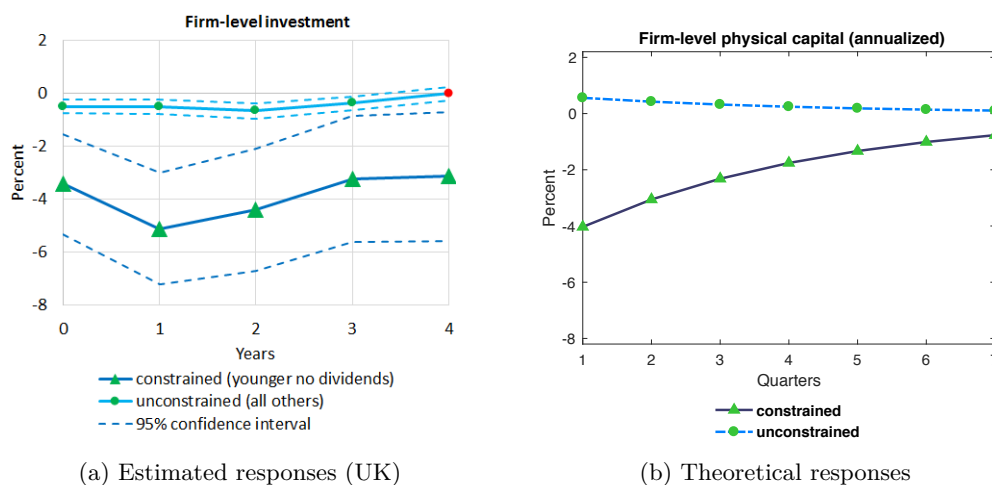 Firm-level investment
2
0
-2
-4
-6
-8
Percent
0 1 2 3 4
Years
constrained (younger no dividends)
unconstrained (all others)
95% confidence interval
(a) Estimated responses (UK)
Firm-level physical capital (annualized)
2
0
-2
-4
-6
-8
Percent
1 2 3 4 5 6
Quarters
constrained
unconstrained
(b) Theoretical responses